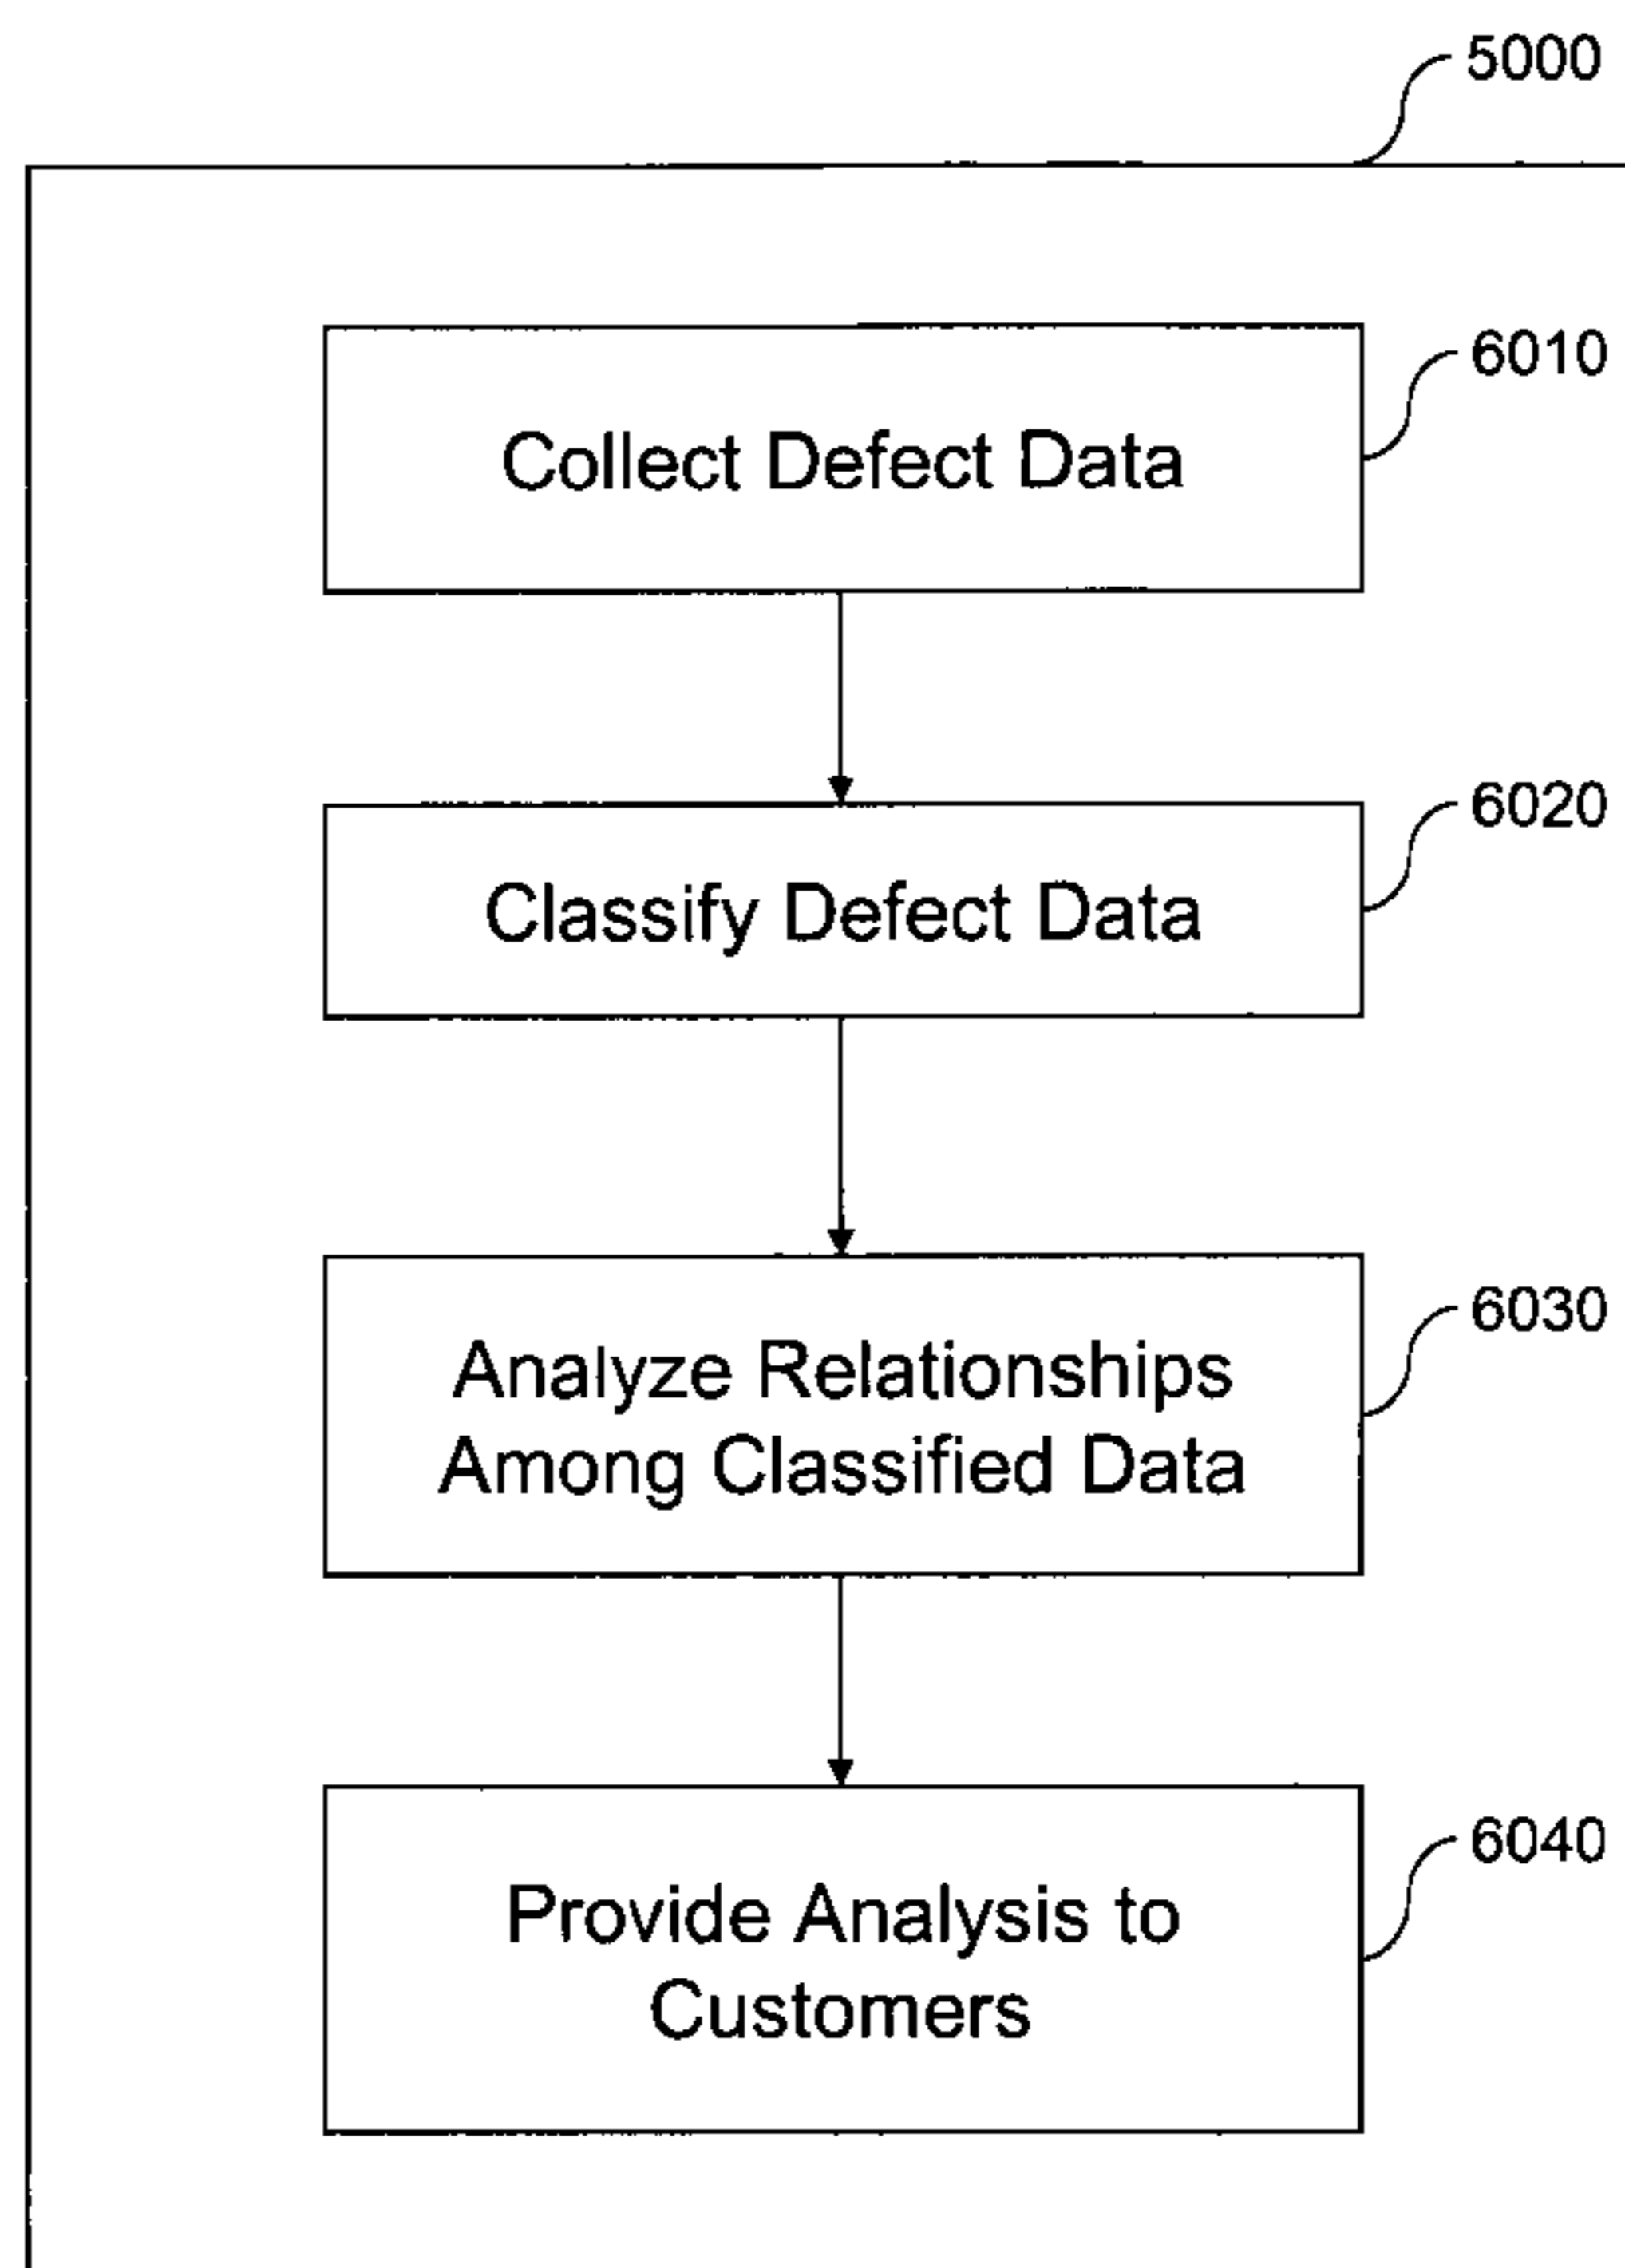 5000
6010
Collect Defect Data
6020
Classify Defect Data
6030
Analyze Relationships
Among Classified Data
6040
Provide Analysis to
Customers